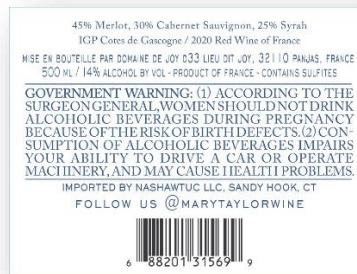 45% Merlot, 30% Cabernet Sauvignon, 25% Syrah
IGP Cotes de Gascogne / 2020 Red Wine of France
MISE EN BOUTEILLE PAR DOMAINE DE JOY D33 LIEU DIT JOY, 32110 PANJAS, FRANCE
500 ML / 14% ALCOHOL BY VOL - PRODUCT OF FRANCE - CONTAINS SULFITES
GOVERNMENT WARNING: (1) ACCORDING TO THE
SURGEON GENERAL, WOMEN SHOULD NOT DRINK
ALCOHOLIC BEVERAGES DURING PREGNANCY
BECAUSE OF THE RISK OF BIRTH DEFECTS. (2) CON-
SUMPTION OF ALCOHOLIC BEVERAGES IMPAIRS
YOUR ABILITY TO DRIVE A CAR OR OPERATE
MACHINERY, AND MAY CAUSE HEALTH PROBLEMS.
IMPORTED BY NASHAWTUC LLC, SANDY HOOK, CT
FOLLOW US @MARYTAYLORWINE
6 88201 31569 9